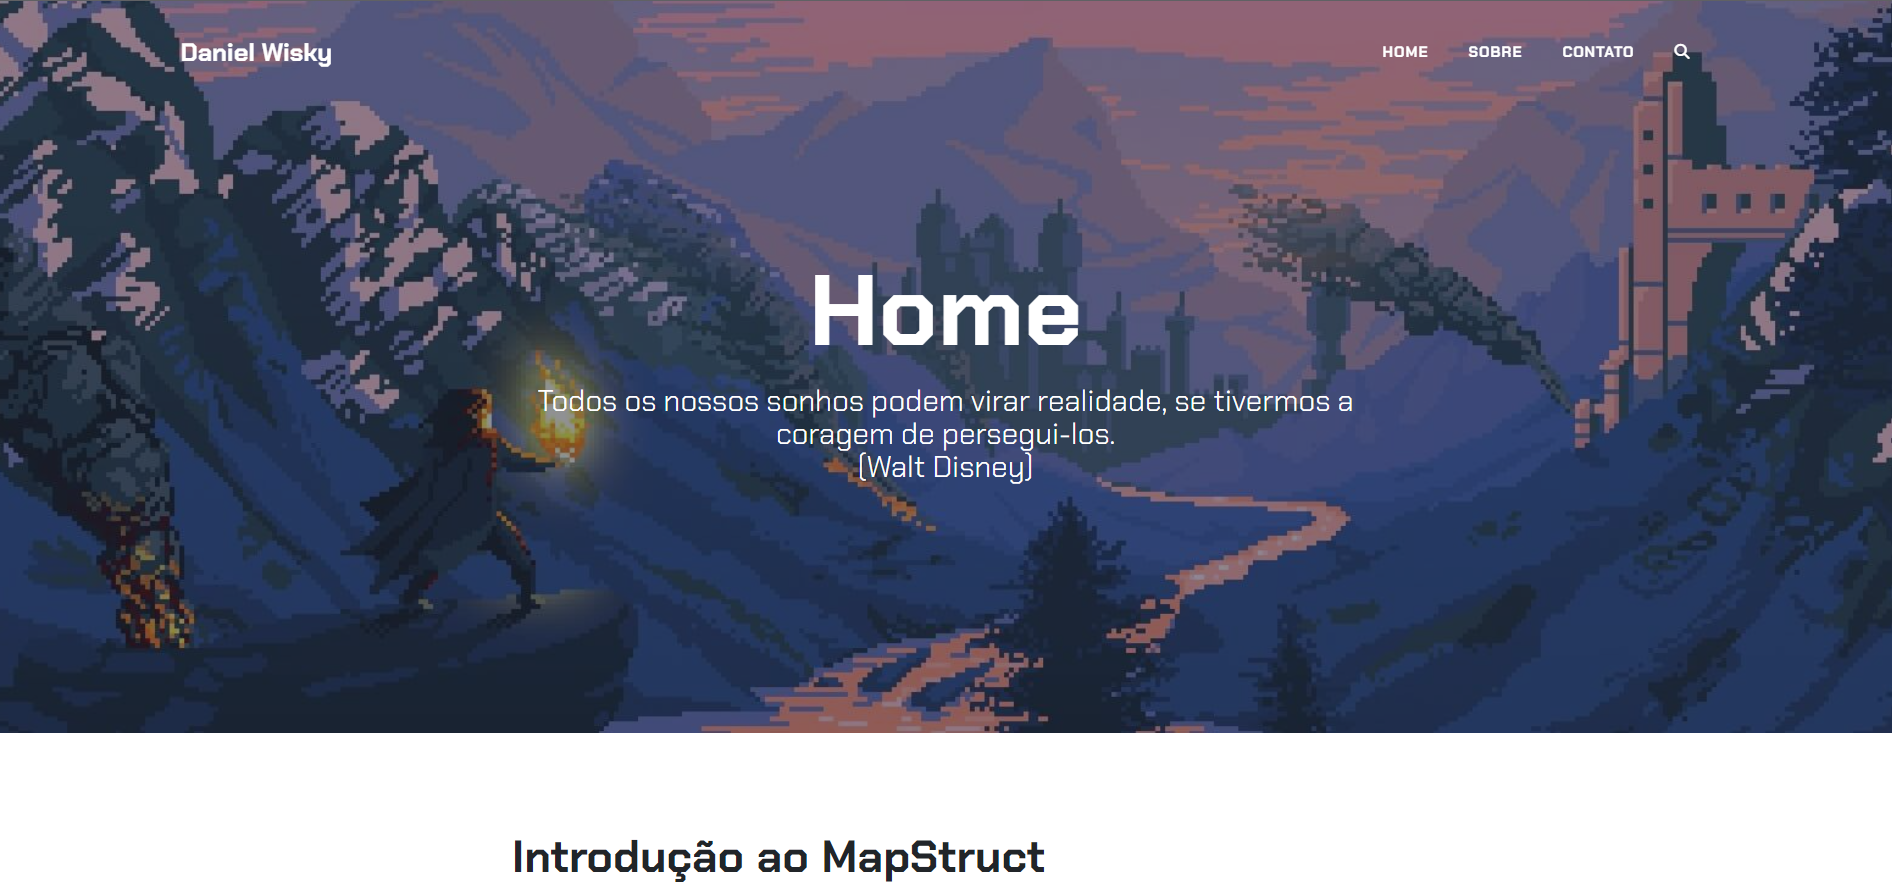 Daniel Wisky
HOME SOBRE CONTATO
Home
Todos os nossos sonhos podem virar realidade, se tivermos a
coragem de persegui-los.
(Walt Disney)
Introdução ao MapStruct